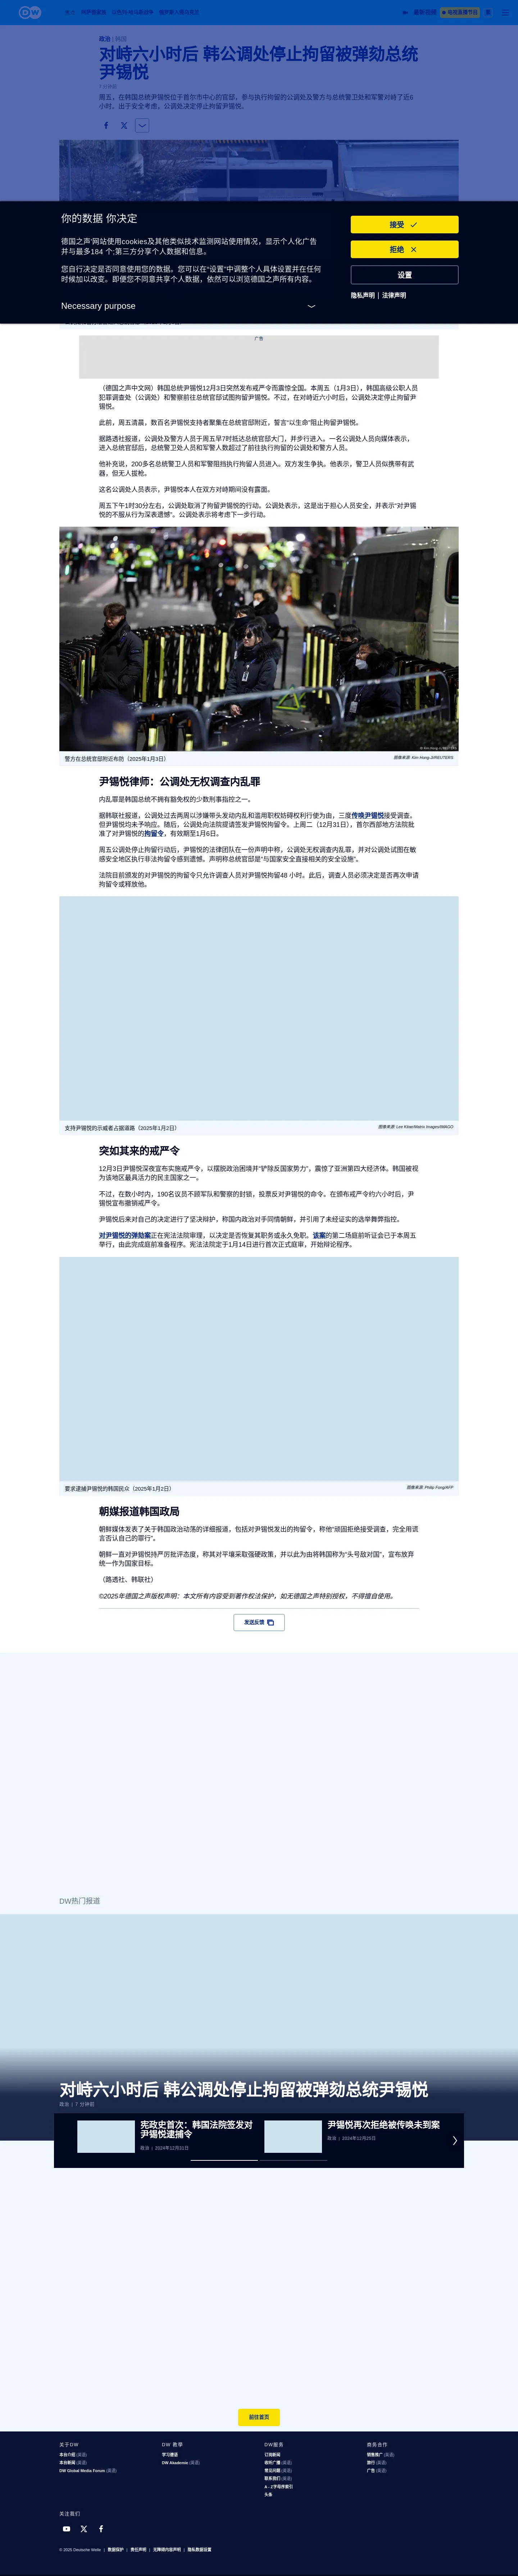 政治 | 韩国
对峙六小时后 韩公调处停止拘留被弹劾总统
尹锡悦
7 分钟前
周五，在韩国总统尹锡悦位于首尔市中心的官邸，参与执行拘留的公调处及警方与总统警卫处和军警对峙了近6
小时。出于安全考虑，公调处决定停止拘留尹锡悦。
你的数据 你决定
德国之声'网站使用cookies及其他类似技术监测网站使用情况，显示个人化广告
并与最多184 个;第三方分享个人数据和信息。
您自行决定是否同意使用您的数据。您可以在"设置"中调整个人具体设置并在任何
时候加以改变。即便您不同意共享个人数据，依然可以浏览德国之声所有内容。
Necessary purpose
接受
拒绝
设置
隐私声明 | 法律声明
广告
（德国之声中文网）韩国总统尹锡悦12月3日突然发布戒严令而震惊全国。本周五（1月3日），韩国高级公职人员
犯罪调查处（公调处）和警察前往总统官邸试图拘留尹锡悦。不过，在对峙近六小时后，公调处决定停止拘留尹
锡悦。
此前，周五清晨，数百名尹锡悦支持者聚集在总统官邸附近，誓言“以生命”阻止拘留尹锡悦。
据路透社报道，公调处及警方人员于周五早7时抵达总统官邸大门，并步行进入。一名公调处人员向媒体表示，
进入总统官邸后，总统警卫处人员和军警人数超过了前往执行拘留的公调处和警方人员。
他补充说，200多名总统警卫人员和军警阻挡执行拘留人员进入。双方发生争执。他表示，警卫人员似携带有武
器，但无人拔枪。
这名公调处人员表示，尹锡悦本人在双方对峙期间没有露面。
周五下午1时30分左右，公调处取消了拘留尹锡悦的行动。公调处表示，这是出于担心人员安全，并表示“对尹锡
悦的不服从行为深表遗憾”。公调处表示将考虑下一步行动。
警方在总统官邸附近布防（2025年1月3日）
图像来源: Kim Hong-Ji/REUTERS
尹锡悦律师：公调处无权调查内乱罪
内乱罪是韩国总统不拥有豁免权的少数刑事指控之一。
据韩联社报道，公调处过去两周以涉嫌带头发动内乱和滥用职权妨碍权利行使为由，三度传唤尹锡悦接受调查。
但尹锡悦均未予响应。随后，公调处向法院提请签发尹锡悦拘留令。上周二（12月31日），首尔西部地方法院批
准了对尹锡悦的拘留令，有效期至1月6日。
周五公调处停止拘留行动后，尹锡悦的法律团队在一份声明中称，公调处无权调查内乱罪，并对公调处试图在敏
感安全地区执行非法拘留令感到遗憾。声明称总统官邸是“与国家安全直接相关的安全设施”。
法院目前颁发的对尹锡悦的拘留令只允许调查人员对尹锡悦拘留48 小时。此后，调查人员必须决定是否再次申请
拘留令或释放他。
支持尹锡悦的示威者占据道路（2025年1月2日）
图像来源: Lee Kitae/Matrix Images/IMAGO
突如其来的戒严令
12月3日尹锡悦深夜宣布实施戒严令，以摆脱政治困境并“铲除反国家势力”，震惊了亚洲第四大经济体。韩国被视
为该地区最具活力的民主国家之一。
不过，在数小时内，190名议员不顾军队和警察的封锁，投票反对尹锡悦的命令。在颁布戒严令约六小时后，尹
锡悦宣布撤销戒严令。
尹锡悦后来对自己的决定进行了坚决辩护，称国内政治对手同情朝鲜，并引用了未经证实的选举舞弊指控。
对尹锡悦的弹劾案正在宪法法院审理，以决定是否恢复其职务或永久免职。该案的第二场庭前听证会已于本周五
举行，由此完成庭前准备程序。宪法法院定于1月14日进行首次正式庭审，开始辩论程序。
要求逮捕尹锡悦的韩国民众（2025年1月2日）
图像来源: Philip Fong/AFP
朝媒报道韩国政局
朝鲜媒体发表了关于韩国政治动荡的详细报道，包括对尹锡悦发出的拘留令，称他“顽固拒绝接受调查，完全用谎
言否认自己的罪行”。
朝鲜一直对尹锡悦持严厉批评态度，称其对平壤采取强硬政策，并以此为由将韩国称为“头号敌对国”，宣布放弃
统一作为国家目标。
（路透社、韩联社）
©2025年德国之声版权声明：本文所有内容受到著作权法保护，如无德国之声特别授权，不得擅自使用。
发送反馈
DW热门报道
对峙六小时后 韩公调处停止拘留被弹劾总统尹锡悦
政治 | 7 分钟前
宪政史首次：韩国法院签发对
尹锡悦逮捕令
政治 | 2024年12月31日
尹锡悦再次拒绝被传唤未到案
政治 | 2024年12月25日
前往首页
关于DW
本台介绍 (英语)
本台新闻 (英语)
DW Global Media Forum (英语)
DW 教学
学习德语
DW Akademie (英语)
DW服务
订阅新闻
收听广播 (英语)
常见问题 (英语)
联系我们 (英语)
A - Z字母序索引
头条
商务合作
销售推广 (英语)
旅行 (英语)
广告 (英语)
关注我们
© 2025 Deutsche Welle | 数据保护 | 责任声明 | 无障碍内容声明 | 隐私数据设置